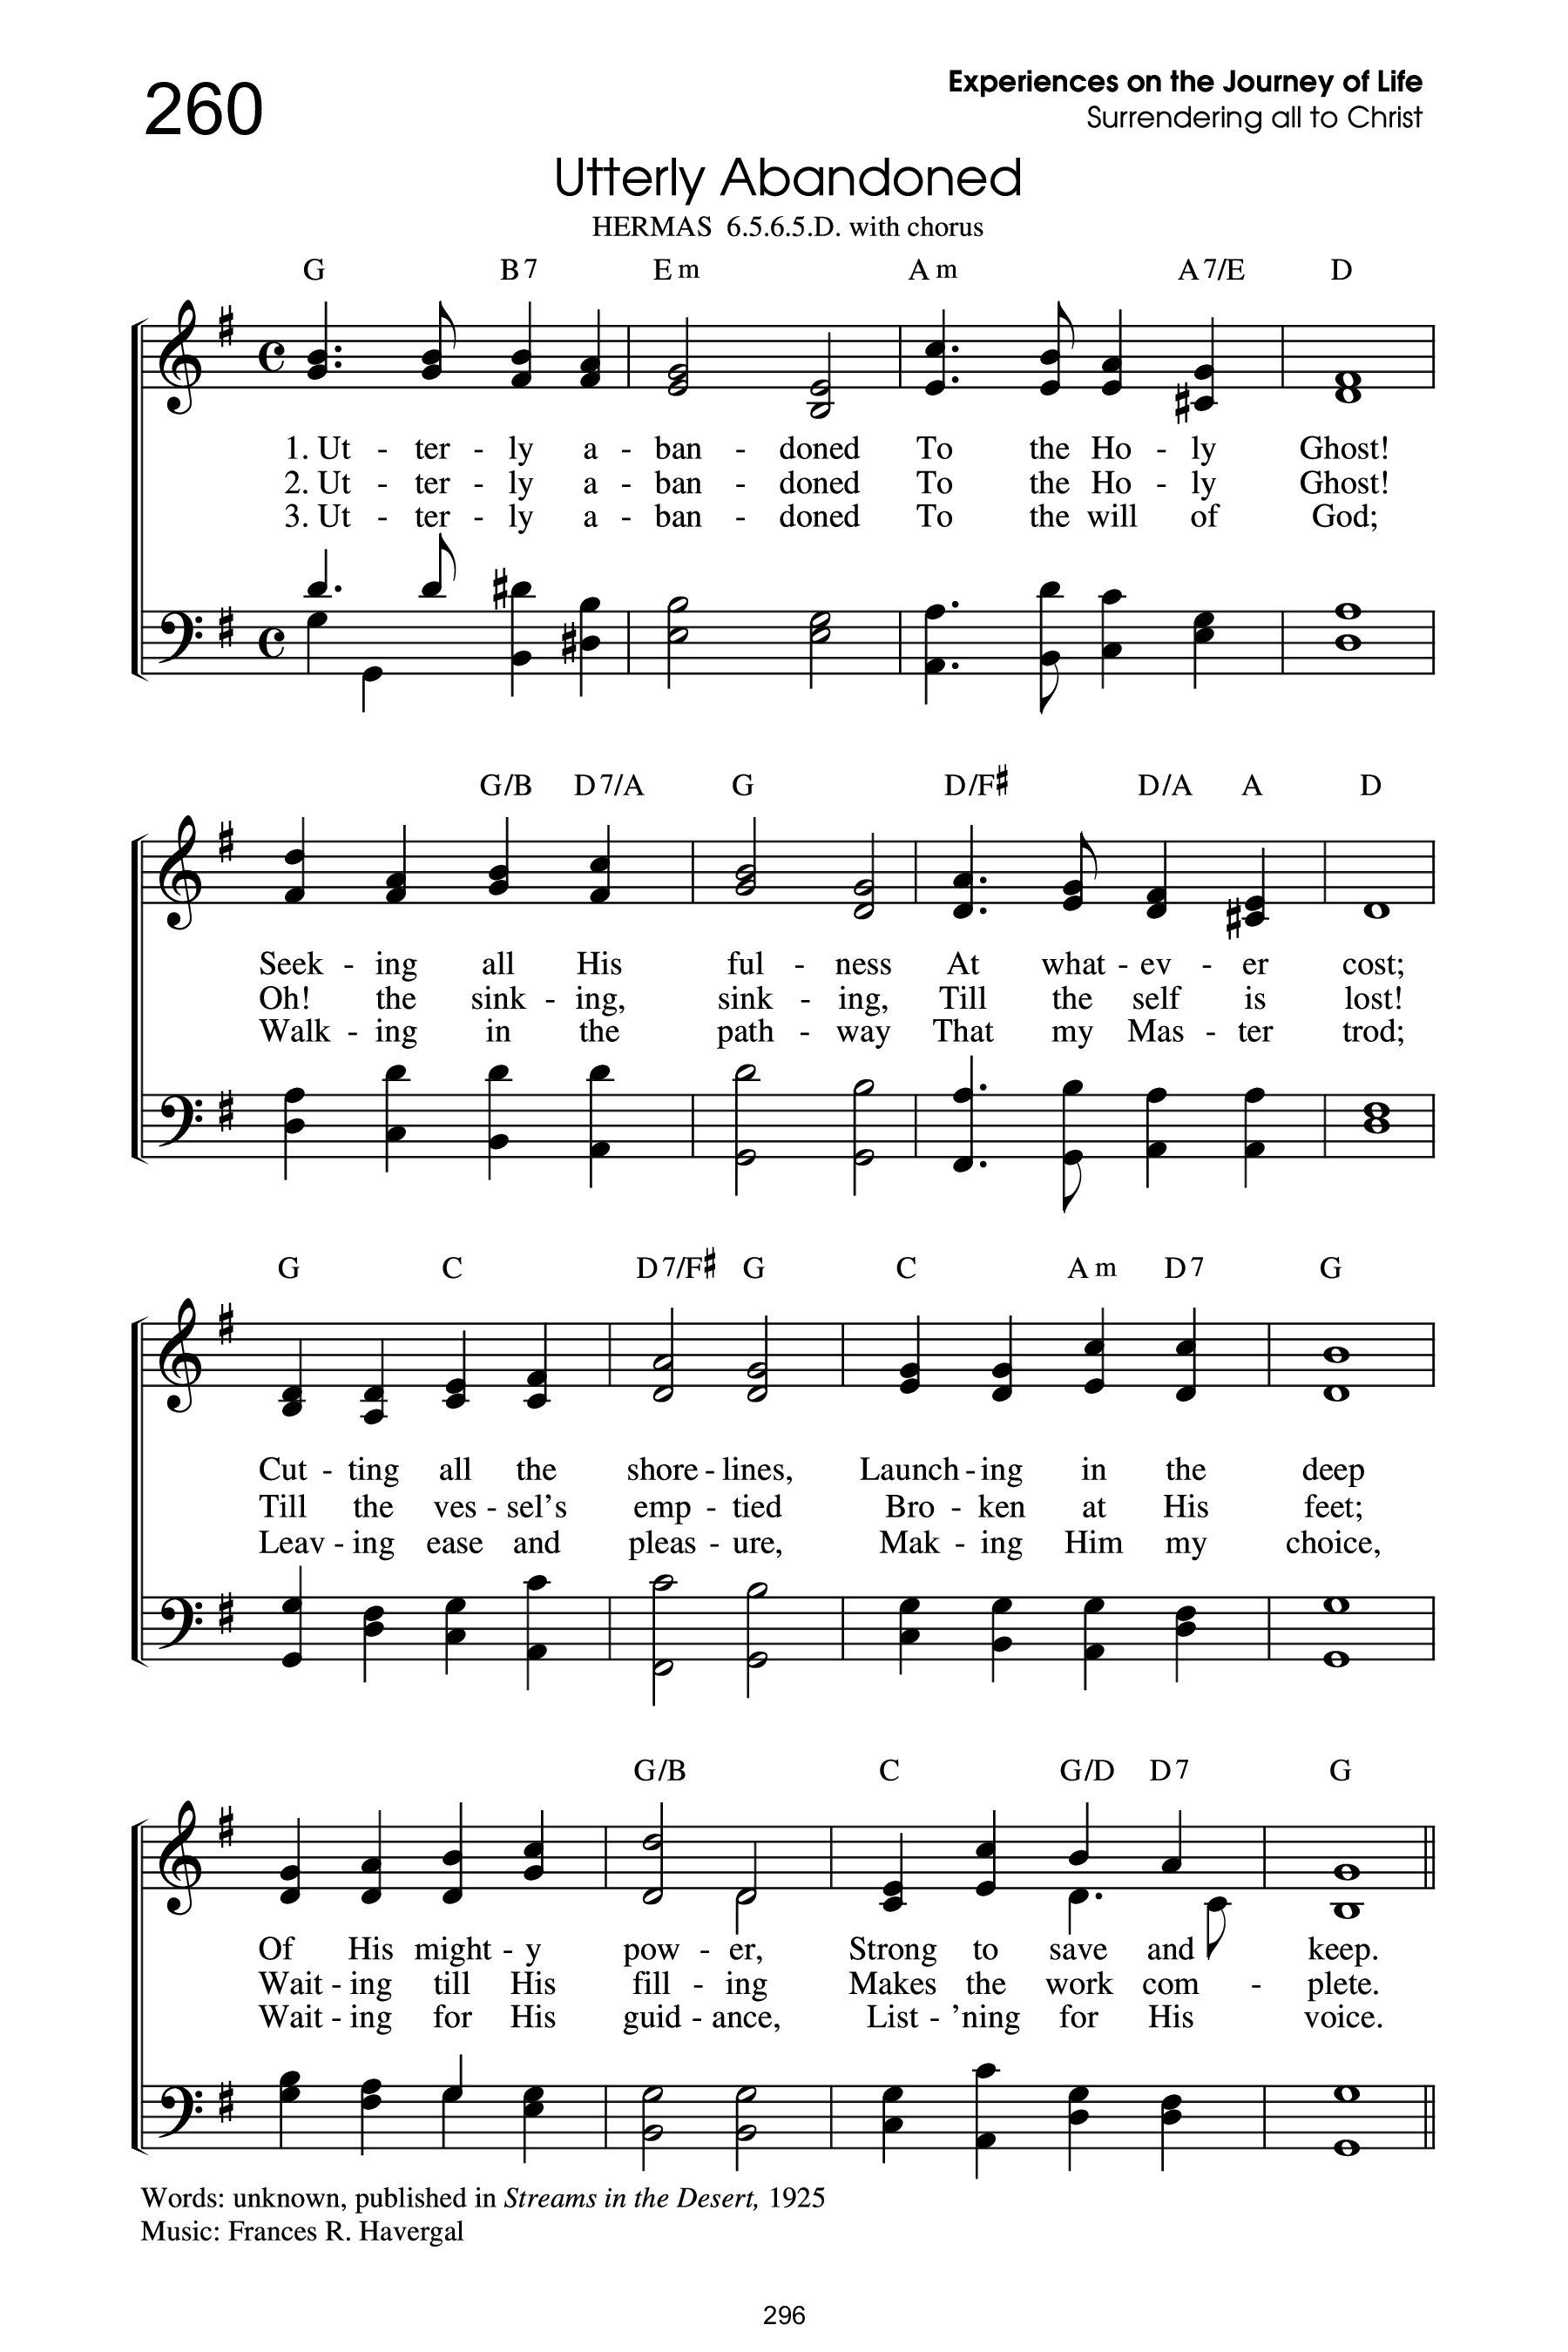 260
Experiences on the Journey of Life
Surrendering all to Christ
Utterly Abandoned
HERMAS 6.5.6.5.D. with chorus
G B7 Em Am A7/E D
1. Ut - ter - ly a - ban - doned To the Ho - ly Ghost!
2. Ut - ter - ly a - ban - doned To the Ho - ly Ghost!
3. Ut - ter - ly a - ban - doned To the will of God;
G/B D7/A G D/F♯ D/A A D
Seek - ing all His ful - ness At what - ev - er cost;
Oh! the sink - ing, sink - ing, Till the self is lost!
Walk - ing in the path - way That my Mas - ter trod;
G C D7/F♯ G C Am D7 G
Cut - ting all the shore - lines, Launch - ing in the deep
Till the ves - sel's emp - tied Bro - ken at His feet;
Leav - ing ease and pleas - ure, Mak - ing Him my choice,
G/B C G/D D7 G
Of His might - y pow - er, Strong to save and keep.
Wait - ing till His fill - ing Makes the work com - plete.
Wait - ing for His guid - ance, List - 'ning for His voice.
Words: unknown, published in Streams in the Desert, 1925
Music: Frances R. Havergal
296